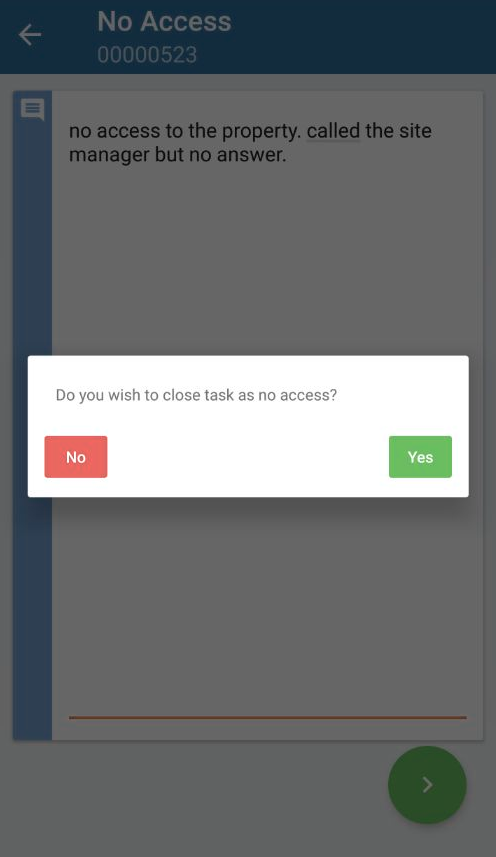 No Access
00000523
no access to the property. called the site
manager but no answer.
Do you wish to close task as no access?
No
Yes